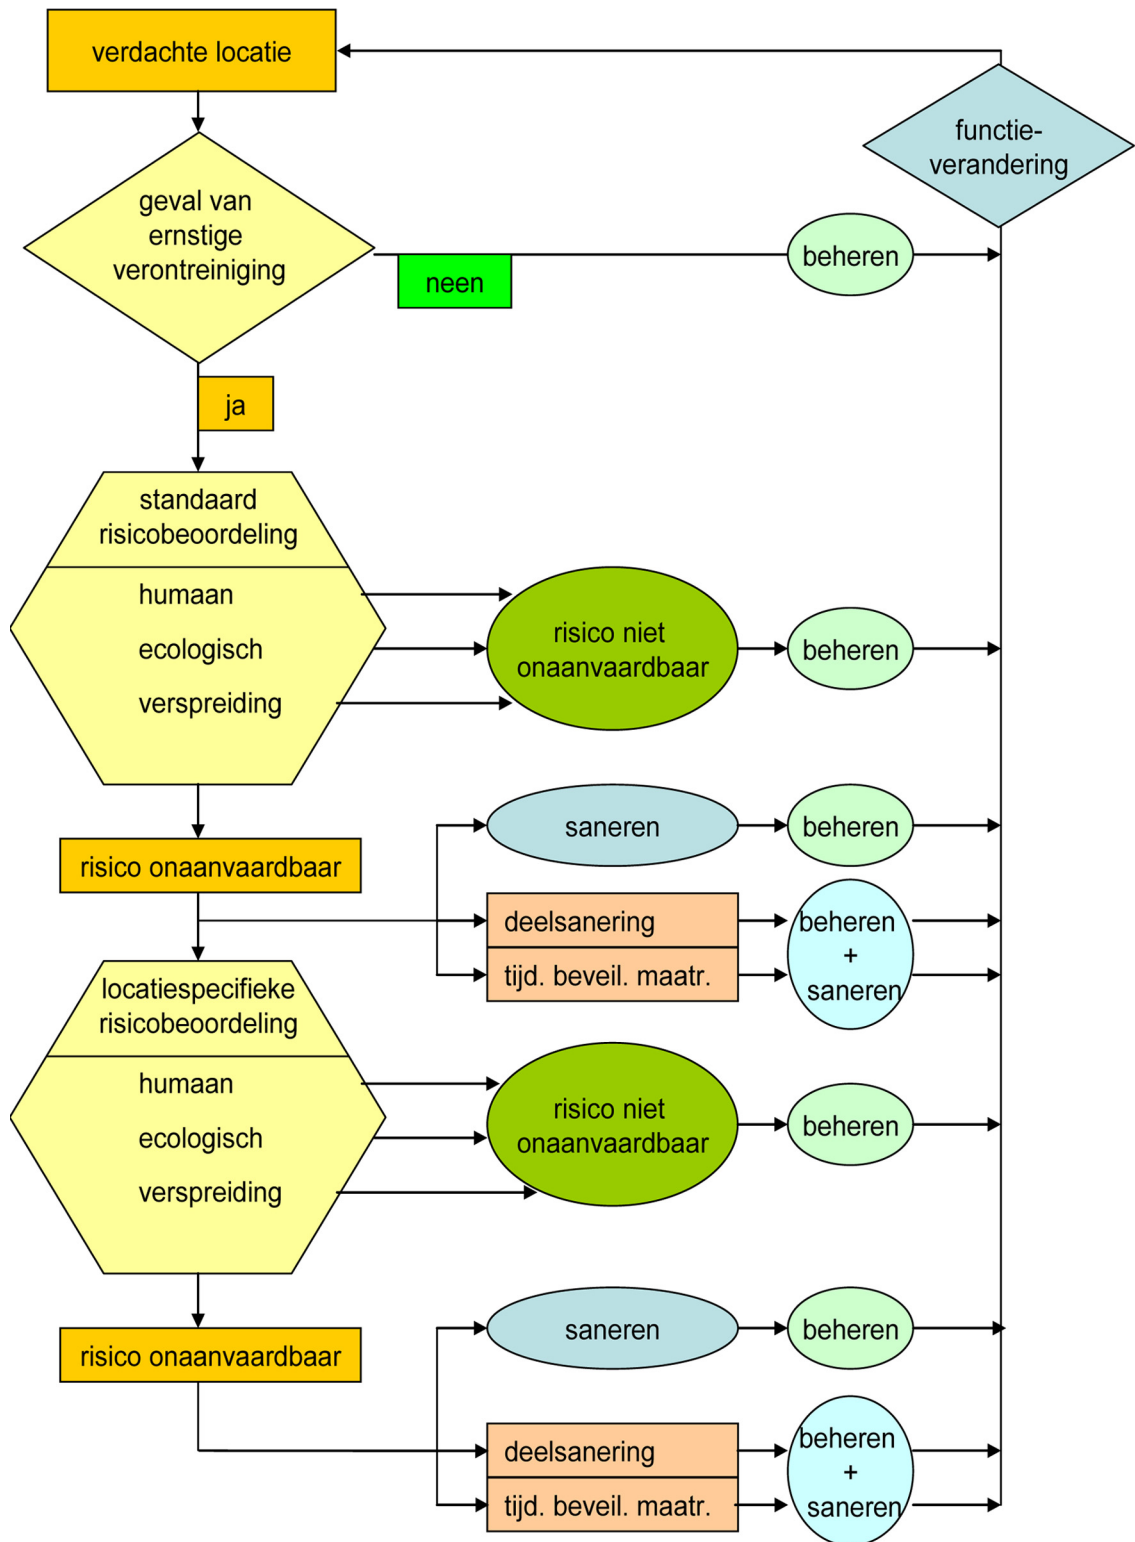 verdachte locatie
functie-
verandering
geval van
ernstige
verontreiniging
neen
beheren
ja
standaard
risicobeoordeling
humaan
ecologisch
verspreiding
risico niet
onaanvaardbaar
beheren
risico onaanvaardbaar
saneren
beheren
deelsanering
tijd. beveil. maatr.
beheren
+
saneren
locatiespecifieke
risicobeoordeling
humaan
ecologisch
verspreiding
risico niet
onaanvaardbaar
beheren
risico onaanvaardbaar
saneren
beheren
deelsanering
tijd. beveil. maatr.
beheren
+
saneren